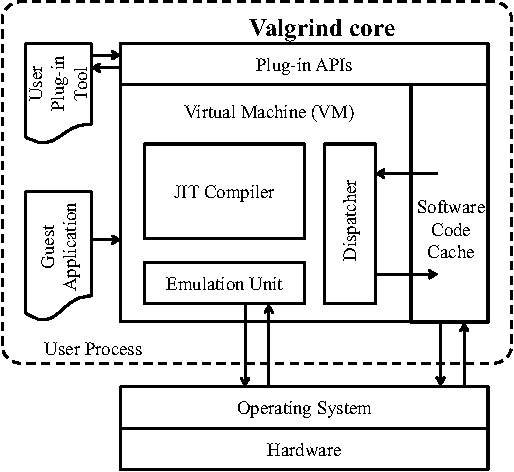 Valgrind core
User
Plug-in
Tool
Plug-in APIs
Virtual Machine (VM)
JIT Compiler
Dispatcher
Software
Code
Cache
Guest
Application
Emulation Unit
User Process
Operating System
Hardware